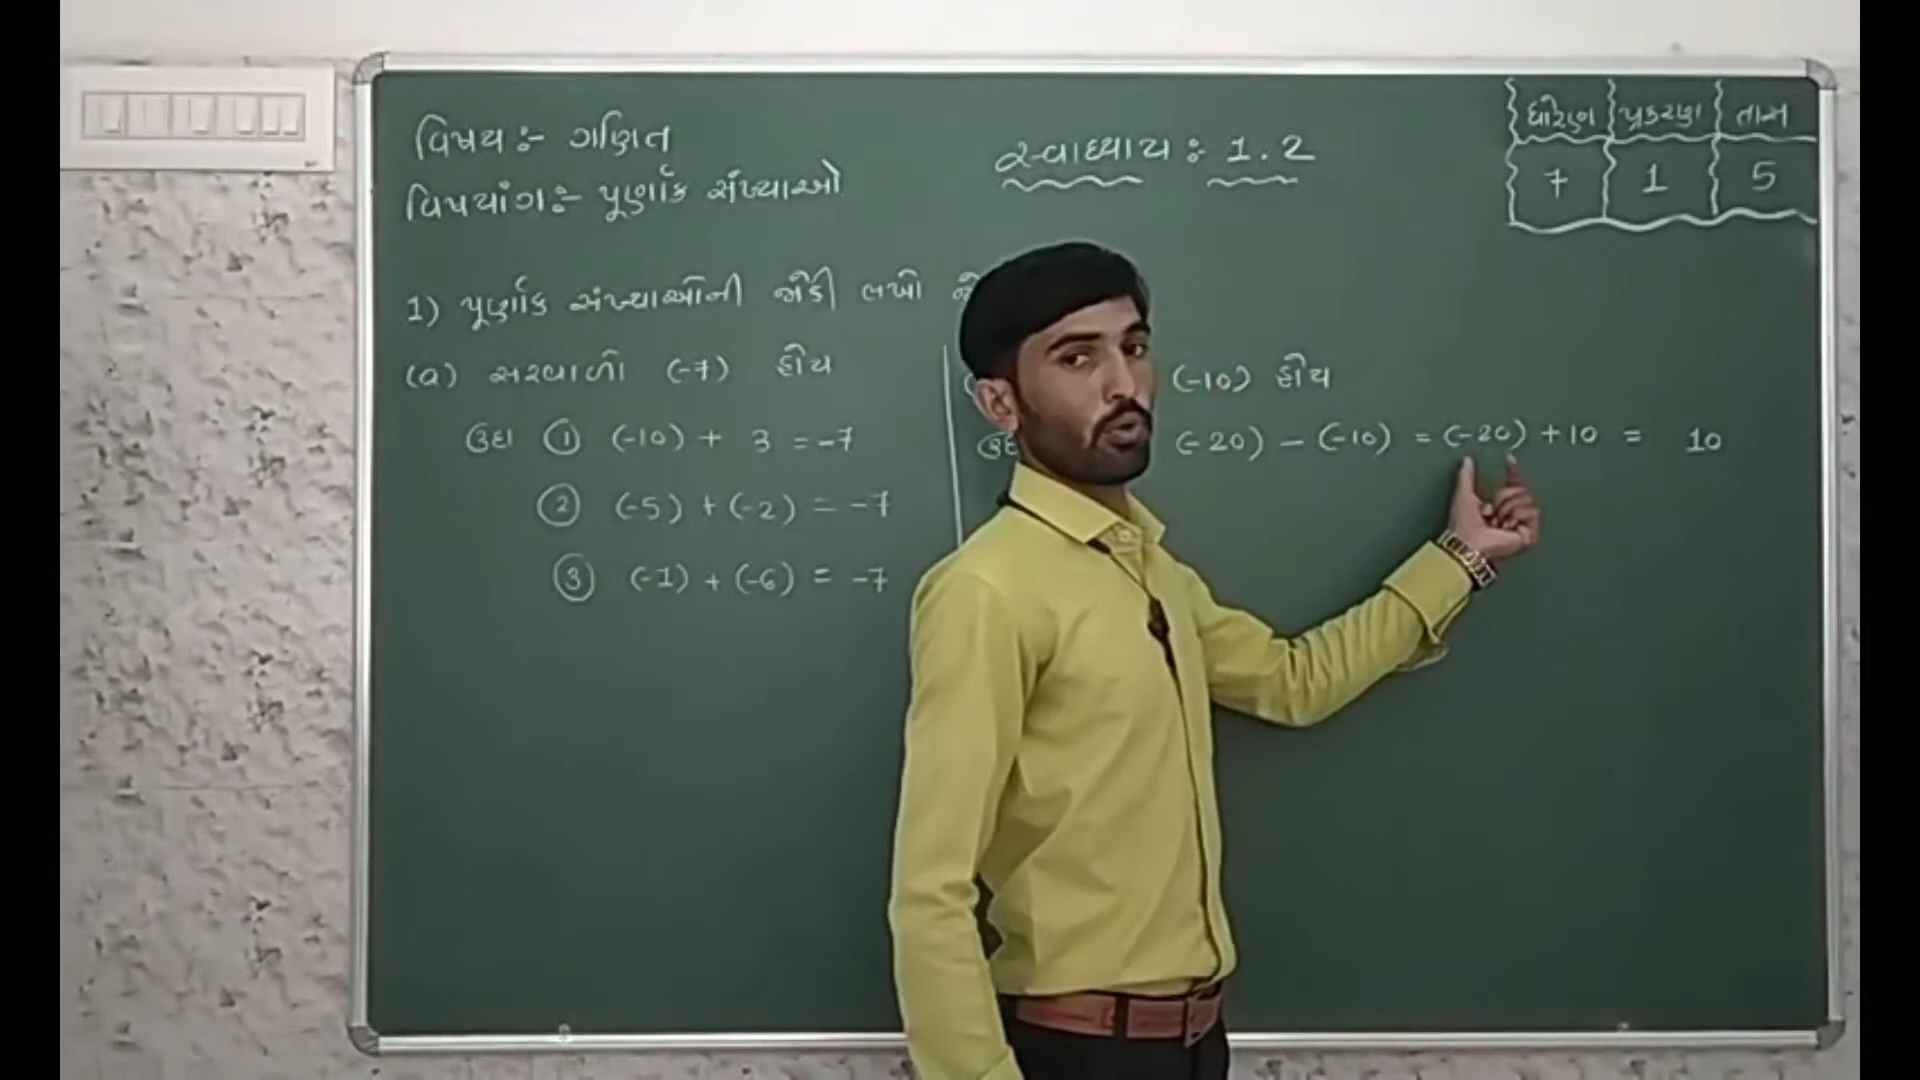 વિષય :- ગણિત
વિષયાંગ :- પૂર્ણાંક સંખ્યાઓ
સ્વાધ્યાય : 1.2
ધોરણ પ્રકરણ તાસ
7 1 5
1) પૂર્ણાંક સંખ્યાઓની જોડી લખો
(a) સરવાળો (-7) હોય
ઉદા ① (-10) + 3 = -7
② (-5) + (-2) = -7
③ (-1) + (-6) = -7
(-10) હોય
(-20) - (-10) = (-20) + 10 = 10